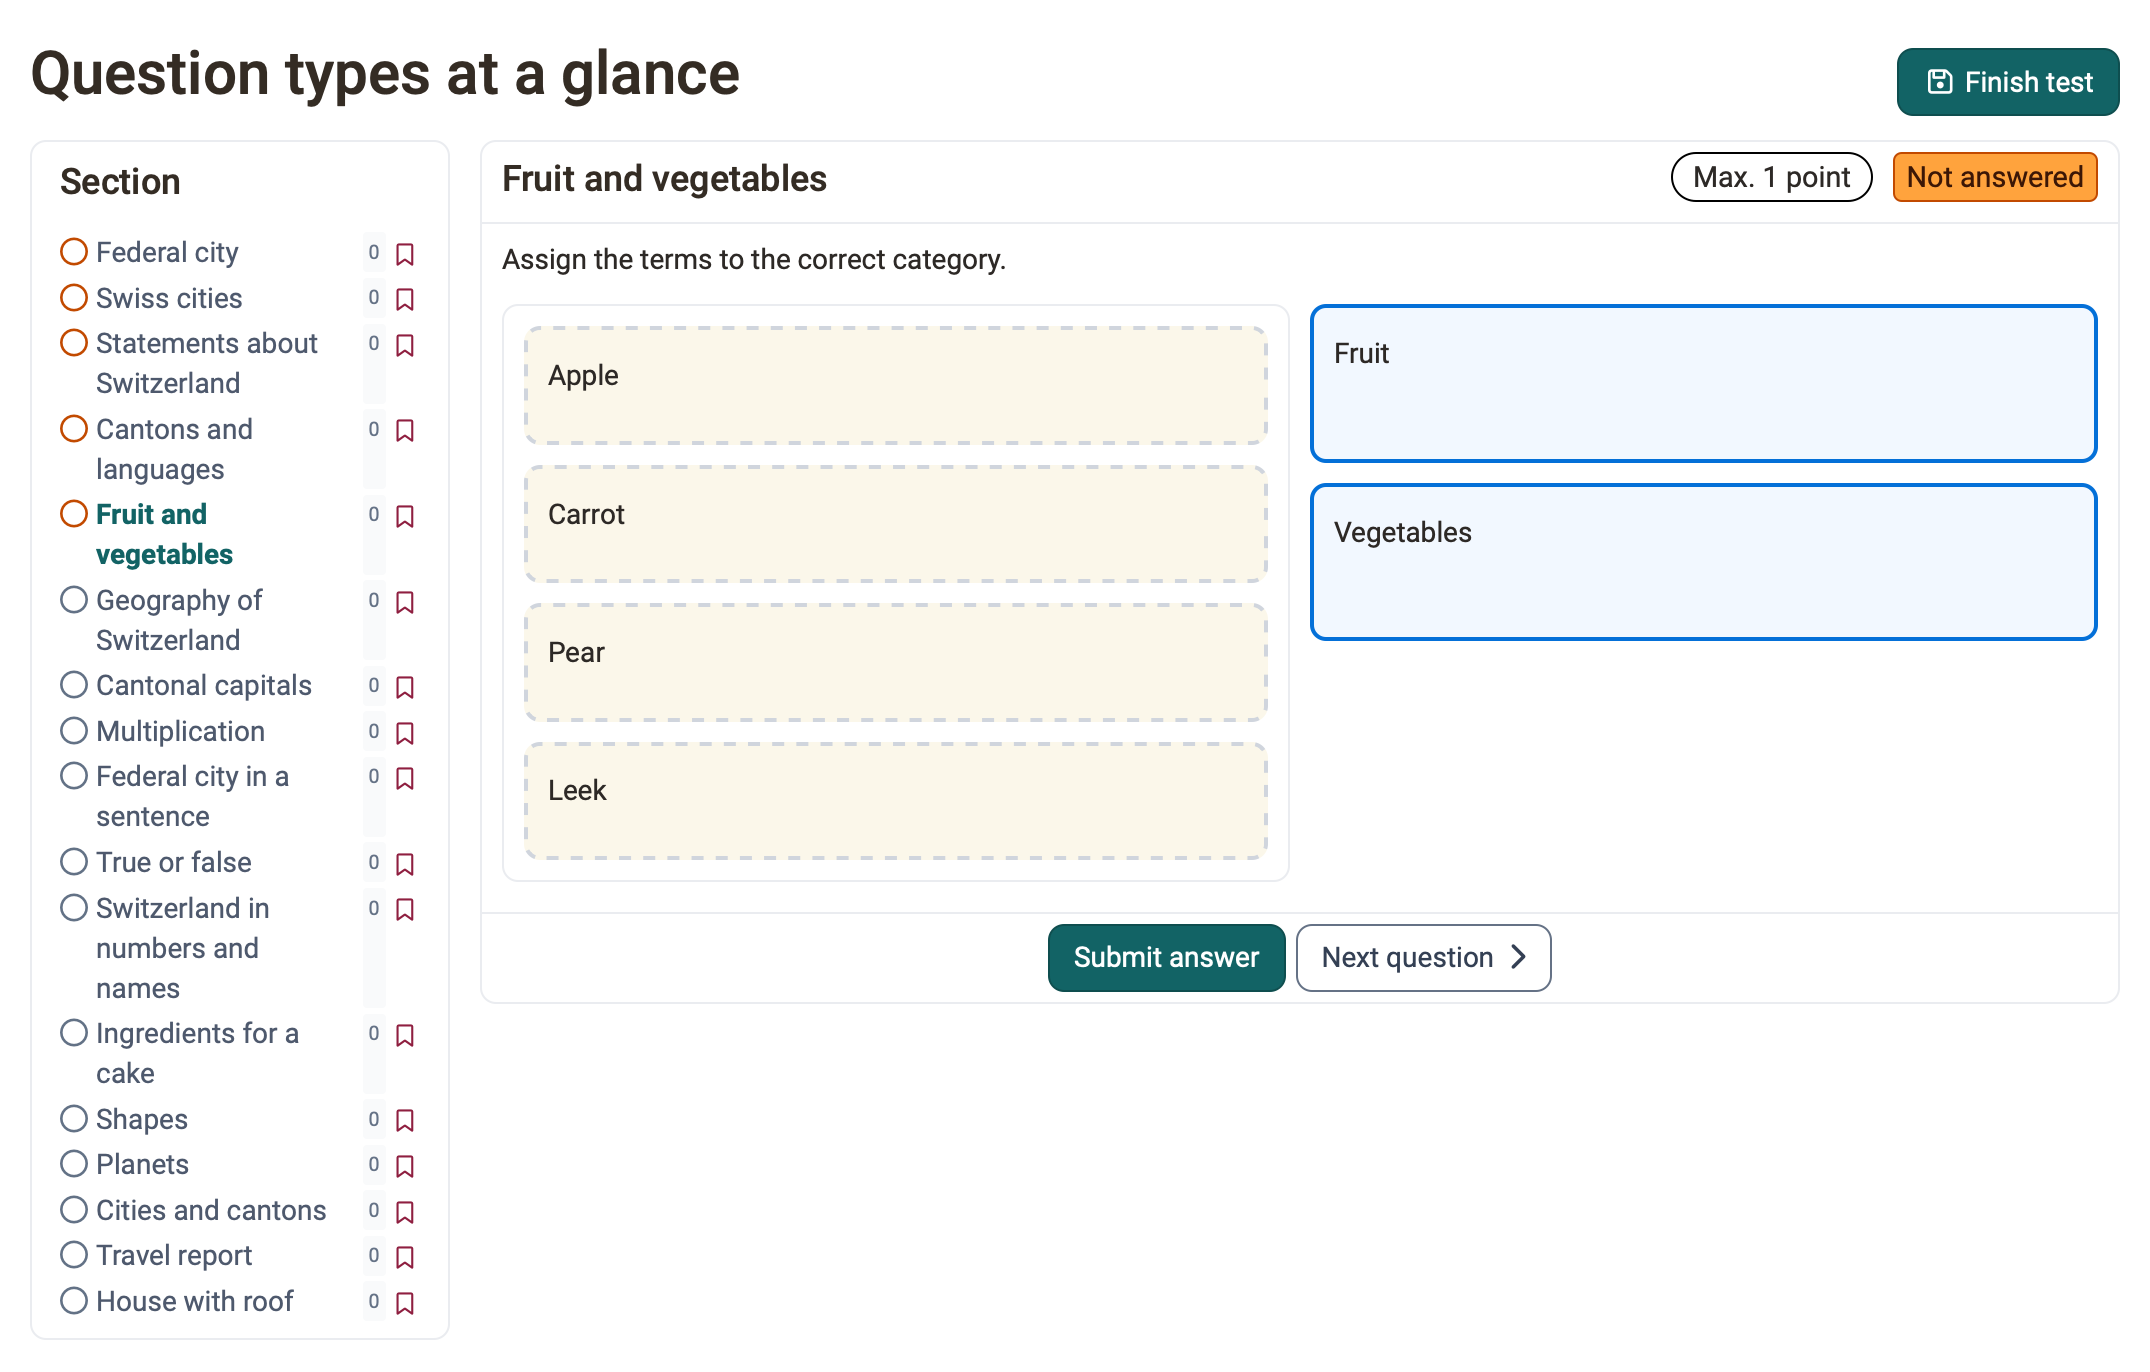 Question types at a glance
Finish test
Section
Federal city 0
Swiss cities 0
Statements about 0
Switzerland
Cantons and 0
languages
Fruit and 0
vegetables
Geography of 0
Switzerland
Cantonal capitals 0
Multiplication 0
Federal city in a 0
sentence
True or false 0
Switzerland in 0
numbers and
names
Ingredients for a 0
cake
Shapes 0
Planets 0
Cities and cantons 0
Travel report 0
House with roof 0
Fruit and vegetables
Max. 1 point
Not answered
Assign the terms to the correct category.
Apple
Carrot
Pear
Leek
Fruit
Vegetables
Submit answer
Next question